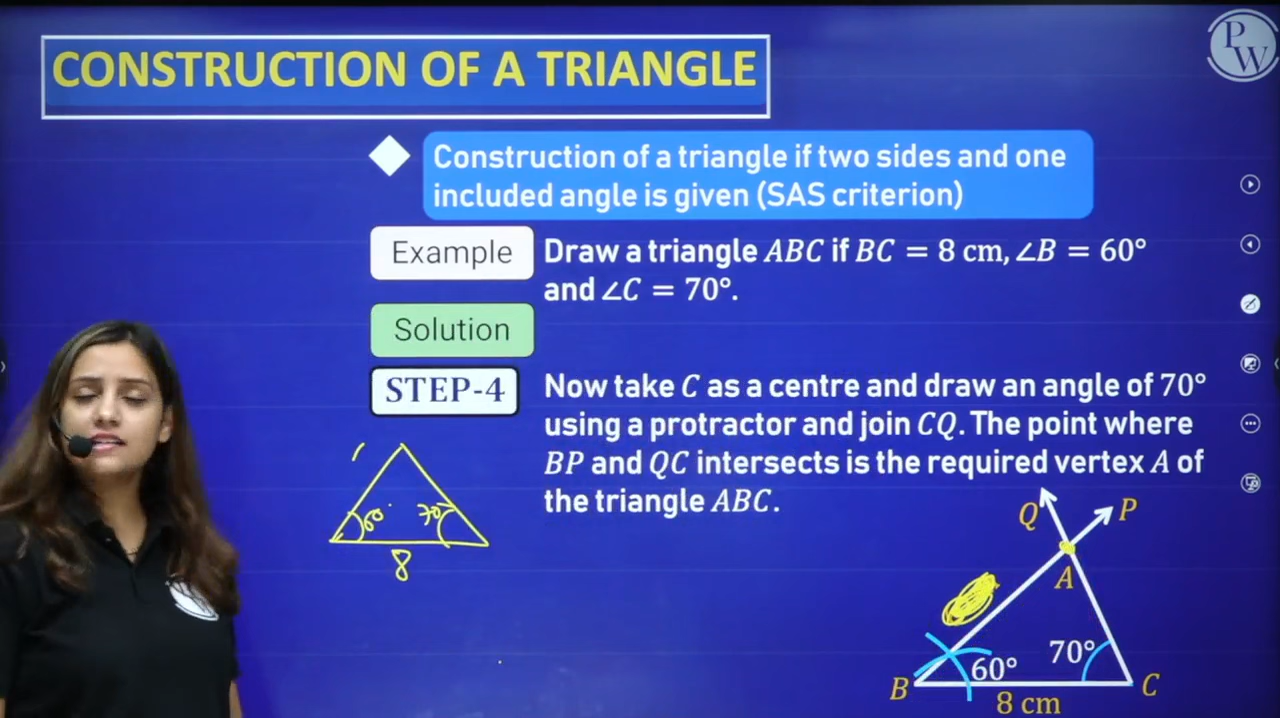 CONSTRUCTION OF A TRIANGLE
PW
Construction of a triangle if two sides and one
included angle is given (SAS criterion)
Example
Draw a triangle ABC if BC = 8 cm, ∠B = 60°
and ∠C = 70°.
Solution
STEP-4
Now take C as a centre and draw an angle of 70°
using a protractor and join CQ. The point where
BP and QC intersects is the required vertex A of
the triangle ABC.
60° 70°
8
Q P
A
60° 70°
B C
8 cm